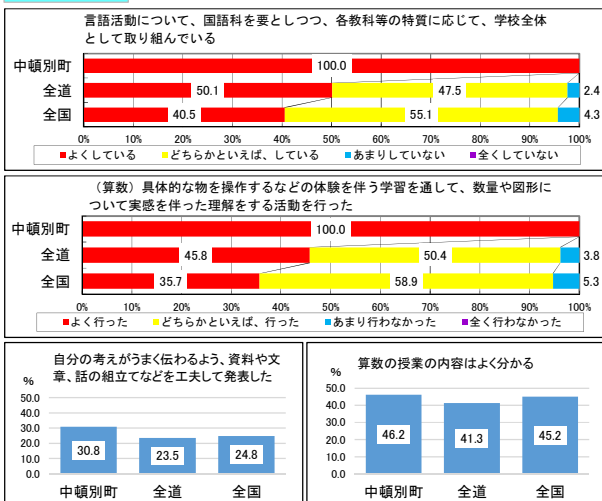 言語活動について、国語科を要としつつ、各教科等の特質に応じて、学校全体
として取り組んでいる
中頓別町 100.0
全道 50.1 47.5 2.4
全国 40.5 55.1 4.3
0% 10% 20% 30% 40% 50% 60% 70% 80% 90% 100%
■よくしている ■どちらかといえば、している ■あまりしていない ■全くしていない
（算数）具体的な物を操作するなどの体験を伴う学習を通して、数量や図形に
ついて実感を伴った理解をする活動を行った
中頓別町 100.0
全道 45.8 50.4 3.8
全国 35.7 58.9 5.3
0% 10% 20% 30% 40% 50% 60% 70% 80% 90% 100%
■よく行った ■どちらかといえば、行った ■あまり行わなかった ■全く行わなかった
自分の考えがうまく伝わるよう、資料や文
章、話の組立てなどを工夫して発表した
%
50.0
40.0
30.0
20.0
10.0
0.0
30.8 23.5 24.8
中頓別町 全道 全国
算数の授業の内容はよく分かる
%
50.0
40.0
30.0
20.0
10.0
0.0
46.2 41.3 45.2
中頓別町 全道 全国